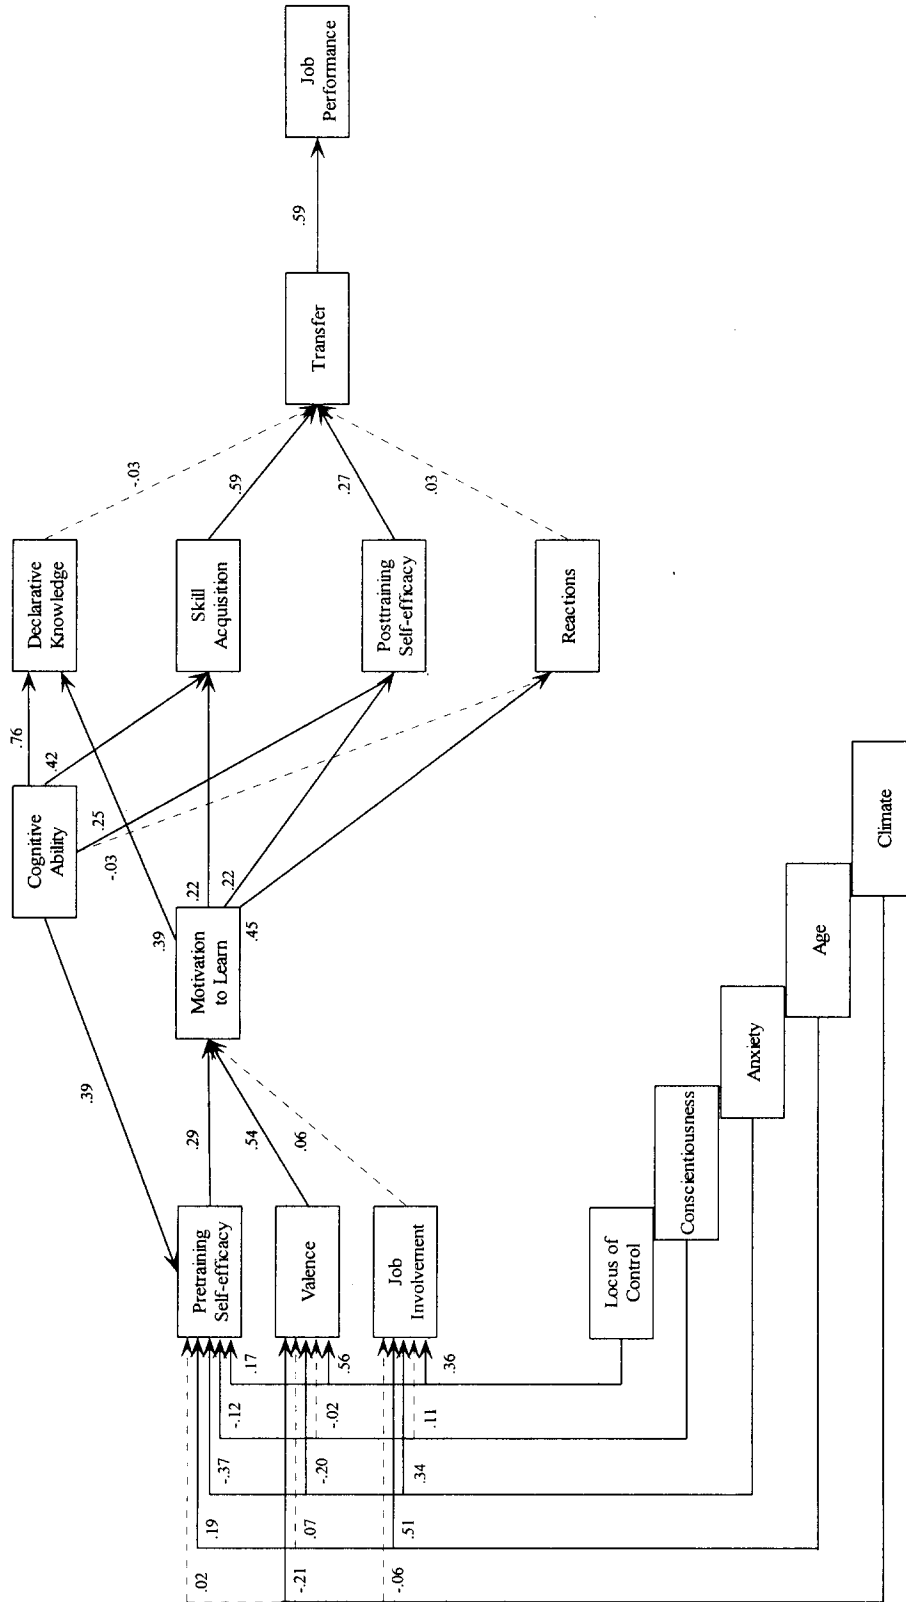 Cognitive
Ability
.39
.76
.42
.25
-.03
Declarative
Knowledge
-.03
Pretraining
Self-efficacy
.29
Motivation
to Learn
.39
.22
.22
.45
Skill
Acquisition
.59
Valence
.54
Job
Involvement
.06
Posttraining
Self-efficacy
.27
Reactions
.03
Transfer
.59
Job
Performance
.02
.19
-.37
-.12
.17
-.21
.07
-.20
-.02
.56
-.06
.51
.34
.11
.36
Locus of
Control
Conscientiousness
Anxiety
Age
Climate